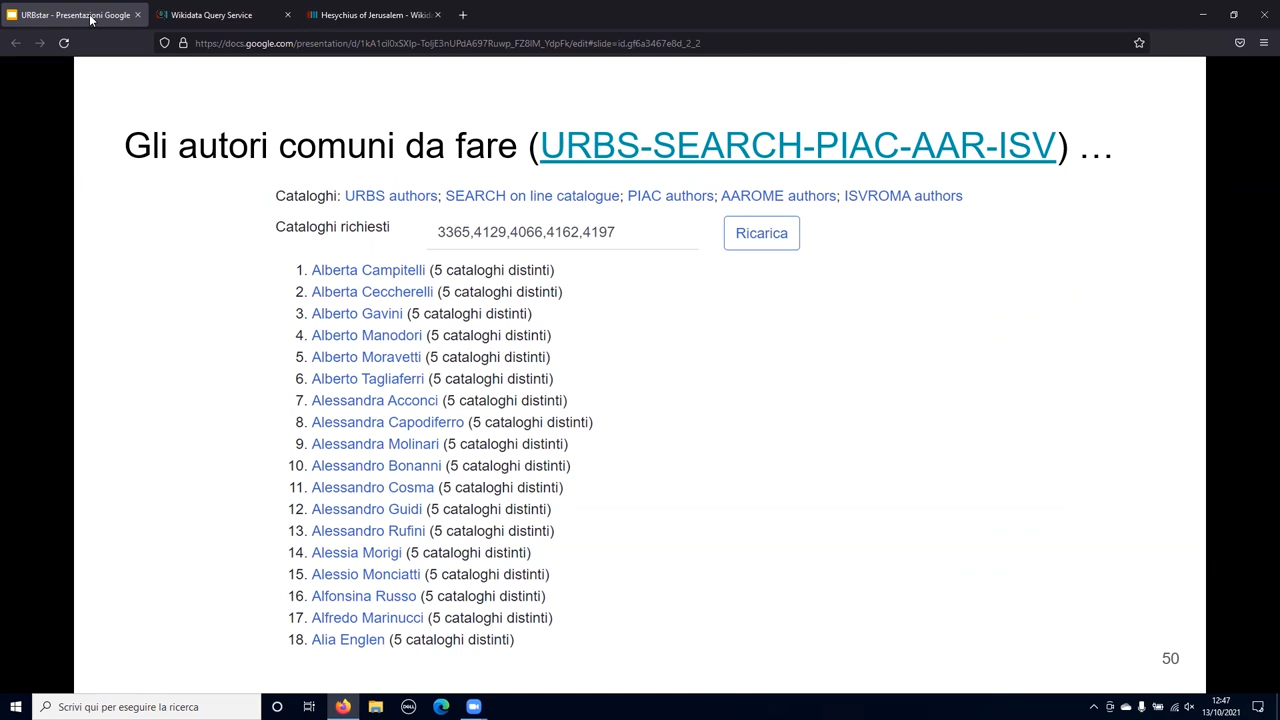 URBstar - Presentazioni Google
Wikidata Query Service
Hesychius of Jerusalem - Wikid
https://docs.google.com/presentation/d/1kA1cil0xSXIp-ToIjE3nUPdA697Ruwp_FZ8IM_YdpFk/edit#slide=id.gf6a3467e8d_2_2
Gli autori comuni da fare (URBS-SEARCH-PIAC-AAR-ISV) …
Cataloghi: URBS authors; SEARCH on line catalogue; PIAC authors; AAROME authors; ISVROMA authors
Cataloghi richiesti
3365,4129,4066,4162,4197
Ricarica
1. Alberta Campitelli (5 cataloghi distinti)
2. Alberta Ceccherelli (5 cataloghi distinti)
3. Alberto Gavini (5 cataloghi distinti)
4. Alberto Manodori (5 cataloghi distinti)
5. Alberto Moravetti (5 cataloghi distinti)
6. Alberto Tagliaferri (5 cataloghi distinti)
7. Alessandra Acconci (5 cataloghi distinti)
8. Alessandra Capodiferro (5 cataloghi distinti)
9. Alessandra Molinari (5 cataloghi distinti)
10. Alessandro Bonanni (5 cataloghi distinti)
11. Alessandro Cosma (5 cataloghi distinti)
12. Alessandro Guidi (5 cataloghi distinti)
13. Alessandro Rufini (5 cataloghi distinti)
14. Alessia Morigi (5 cataloghi distinti)
15. Alessio Monciatti (5 cataloghi distinti)
16. Alfonsina Russo (5 cataloghi distinti)
17. Alfredo Marinucci (5 cataloghi distinti)
18. Alia Englen (5 cataloghi distinti)
50
Scrivi qui per eseguire la ricerca
DELL
12:47
13/10/2021